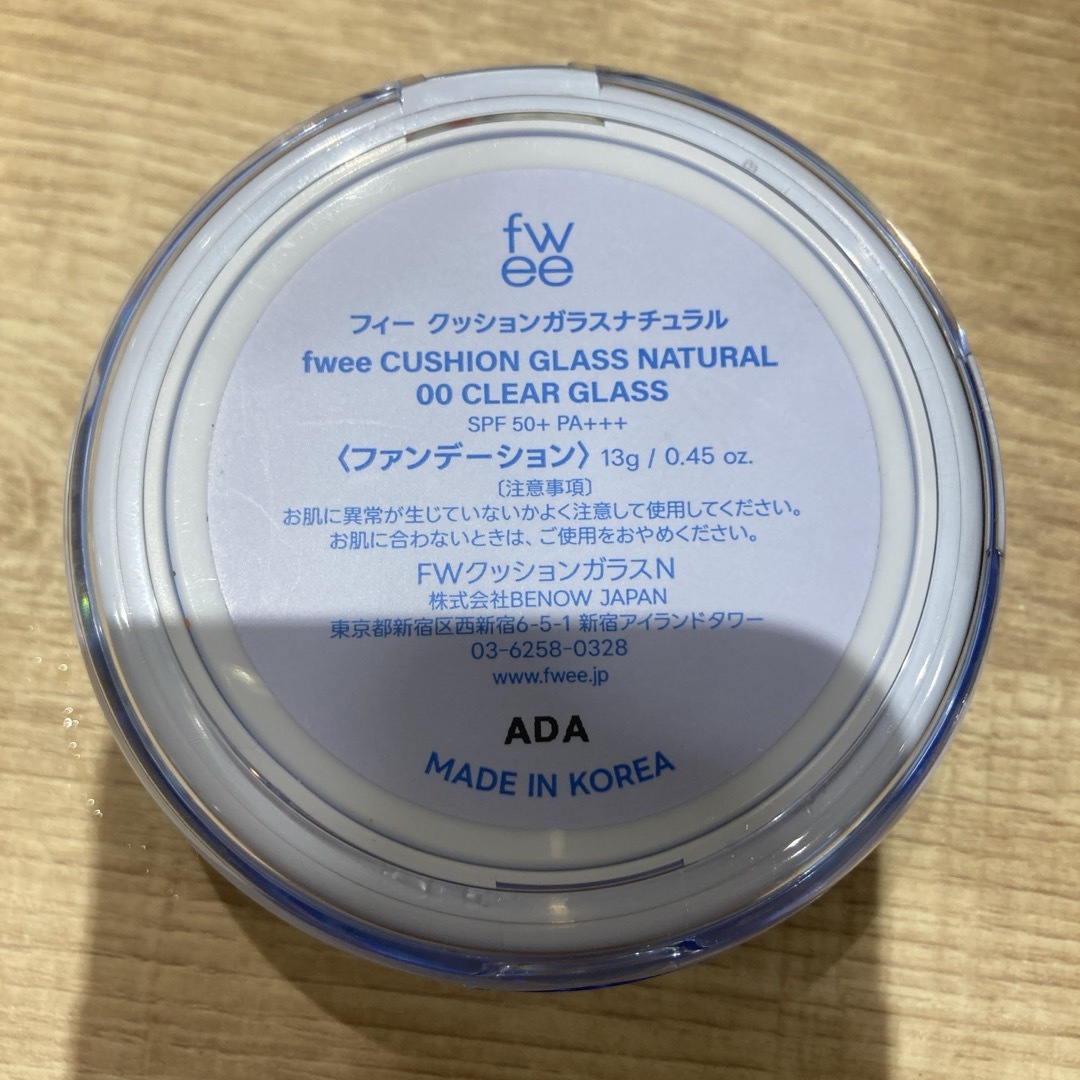 fw
ee
フィー クッションガラスナチュラル
fwee CUSHION GLASS NATURAL
00 CLEAR GLASS
SPF 50+ PA+++
〈ファンデーション〉 13g / 0.45 oz.
〔注意事項〕
お肌に異常が生じていないかよく注意して使用してください。
お肌に合わないときは、ご使用をおやめください。
FWクッションガラスN
株式会社BENOW JAPAN
東京都新宿区西新宿6-5-1 新宿アイランドタワー
03-6258-0328
www.fwee.jp
ADA
MADE IN KOREA